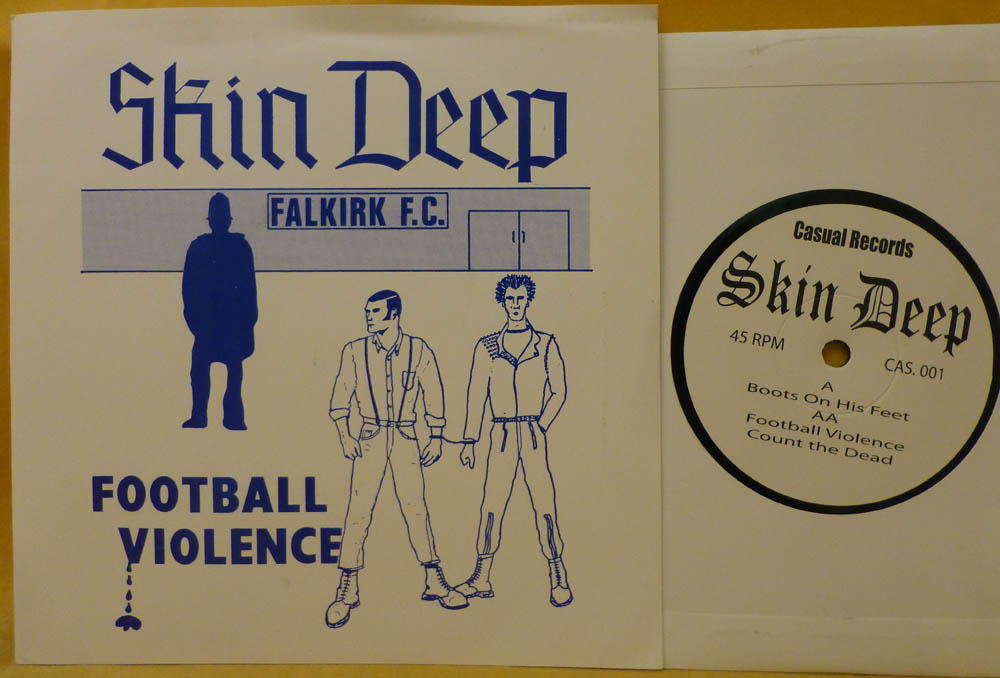 Skin Deep
FALKIRK F.C.
FOOTBALL
VIOLENCE
Casual Records
Skin Deep
45 RPM
CAS. 001
A
Boots On His Feet
AA
Football Violence
Count the Dead